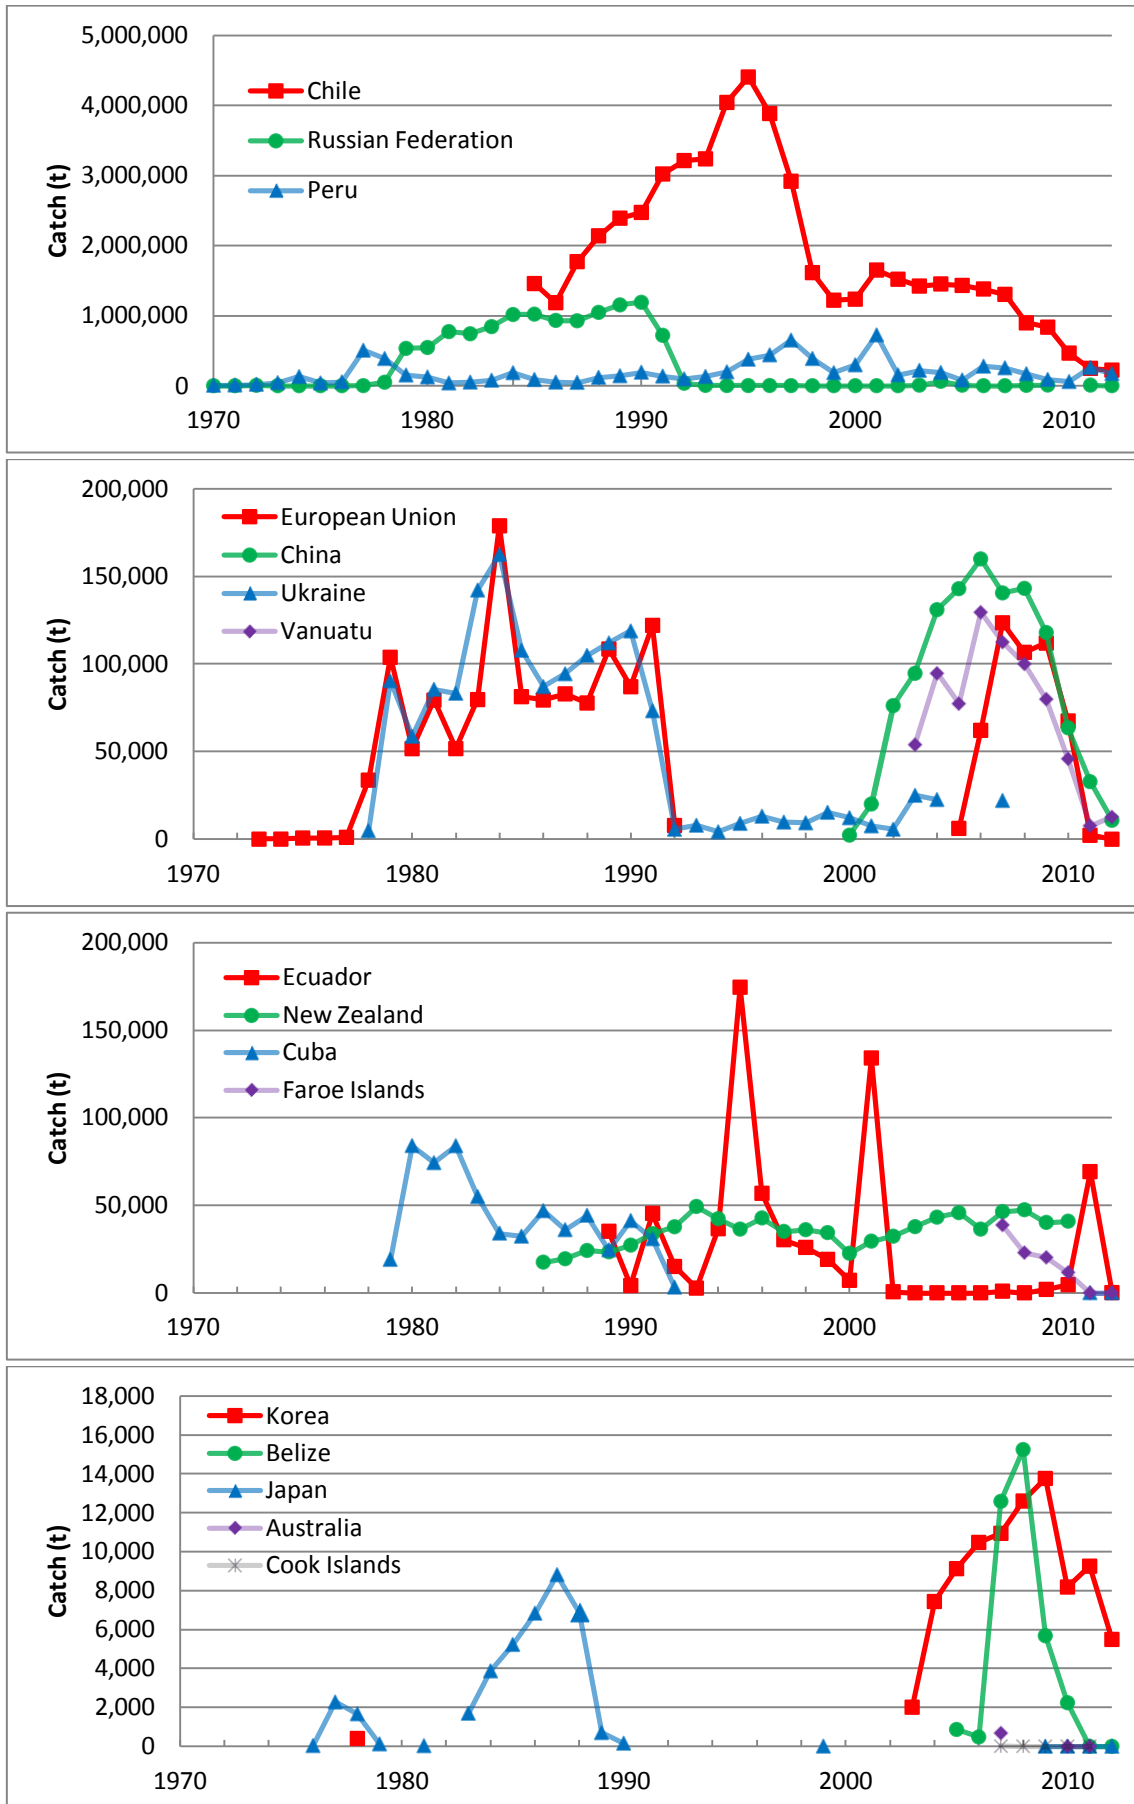 5,000,000
4,000,000
3,000,000
2,000,000
1,000,000
0
Catch (t)
Chile
Russian Federation
Peru
1970 1980 1990 2000 2010
200,000
150,000
100,000
50,000
0
Catch (t)
European Union
China
Ukraine
Vanuatu
1970 1980 1990 2000 2010
200,000
150,000
100,000
50,000
0
Catch (t)
Ecuador
New Zealand
Cuba
Faroe Islands
1970 1980 1990 2000 2010
18,000
16,000
14,000
12,000
10,000
8,000
6,000
4,000
2,000
0
Catch (t)
Korea
Belize
Japan
Australia
Cook Islands
1970 1980 1990 2000 2010